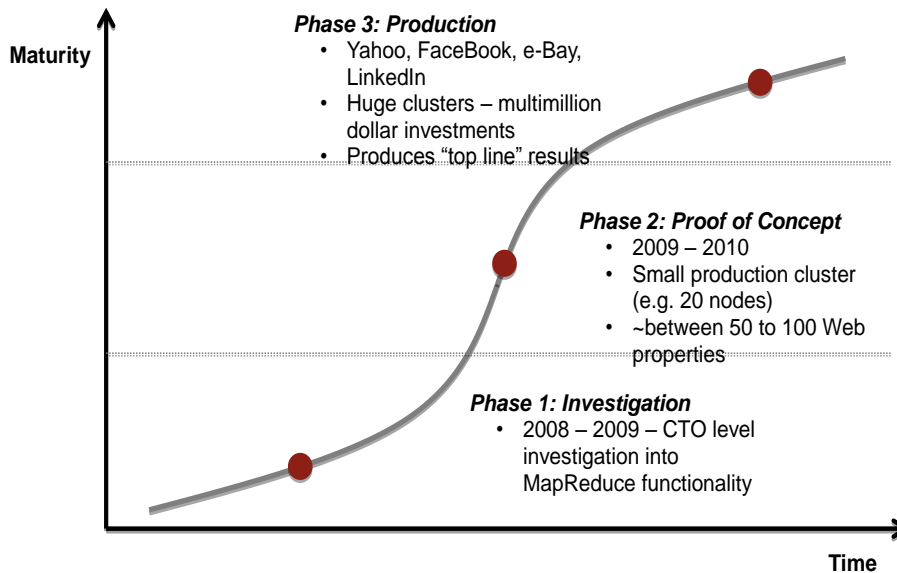 Phase 3: Production
• Yahoo, FaceBook, e-Bay,
LinkedIn
• Huge clusters – multimillion
dollar investments
• Produces “top line” results
Maturity
Phase 2: Proof of Concept
• 2009 – 2010
• Small production cluster
(e.g. 20 nodes)
• ~between 50 to 100 Web
properties
Phase 1: Investigation
• 2008 – 2009 – CTO level
investigation into
MapReduce functionality
Time